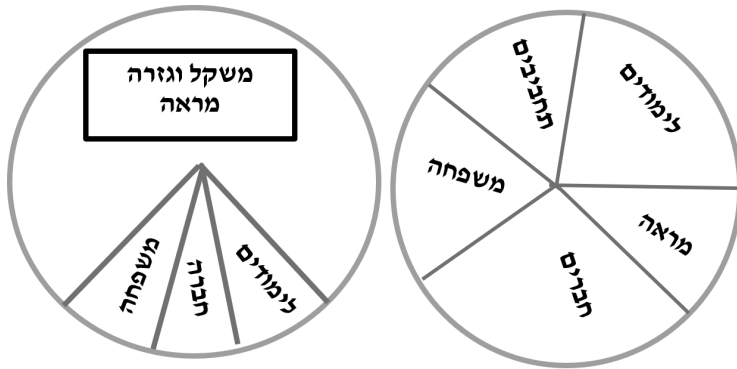 משקל וגזרה
מראה
משפחה
חברה
לימודים
תחביבים
לימודים
משפחה
מראה
חברים